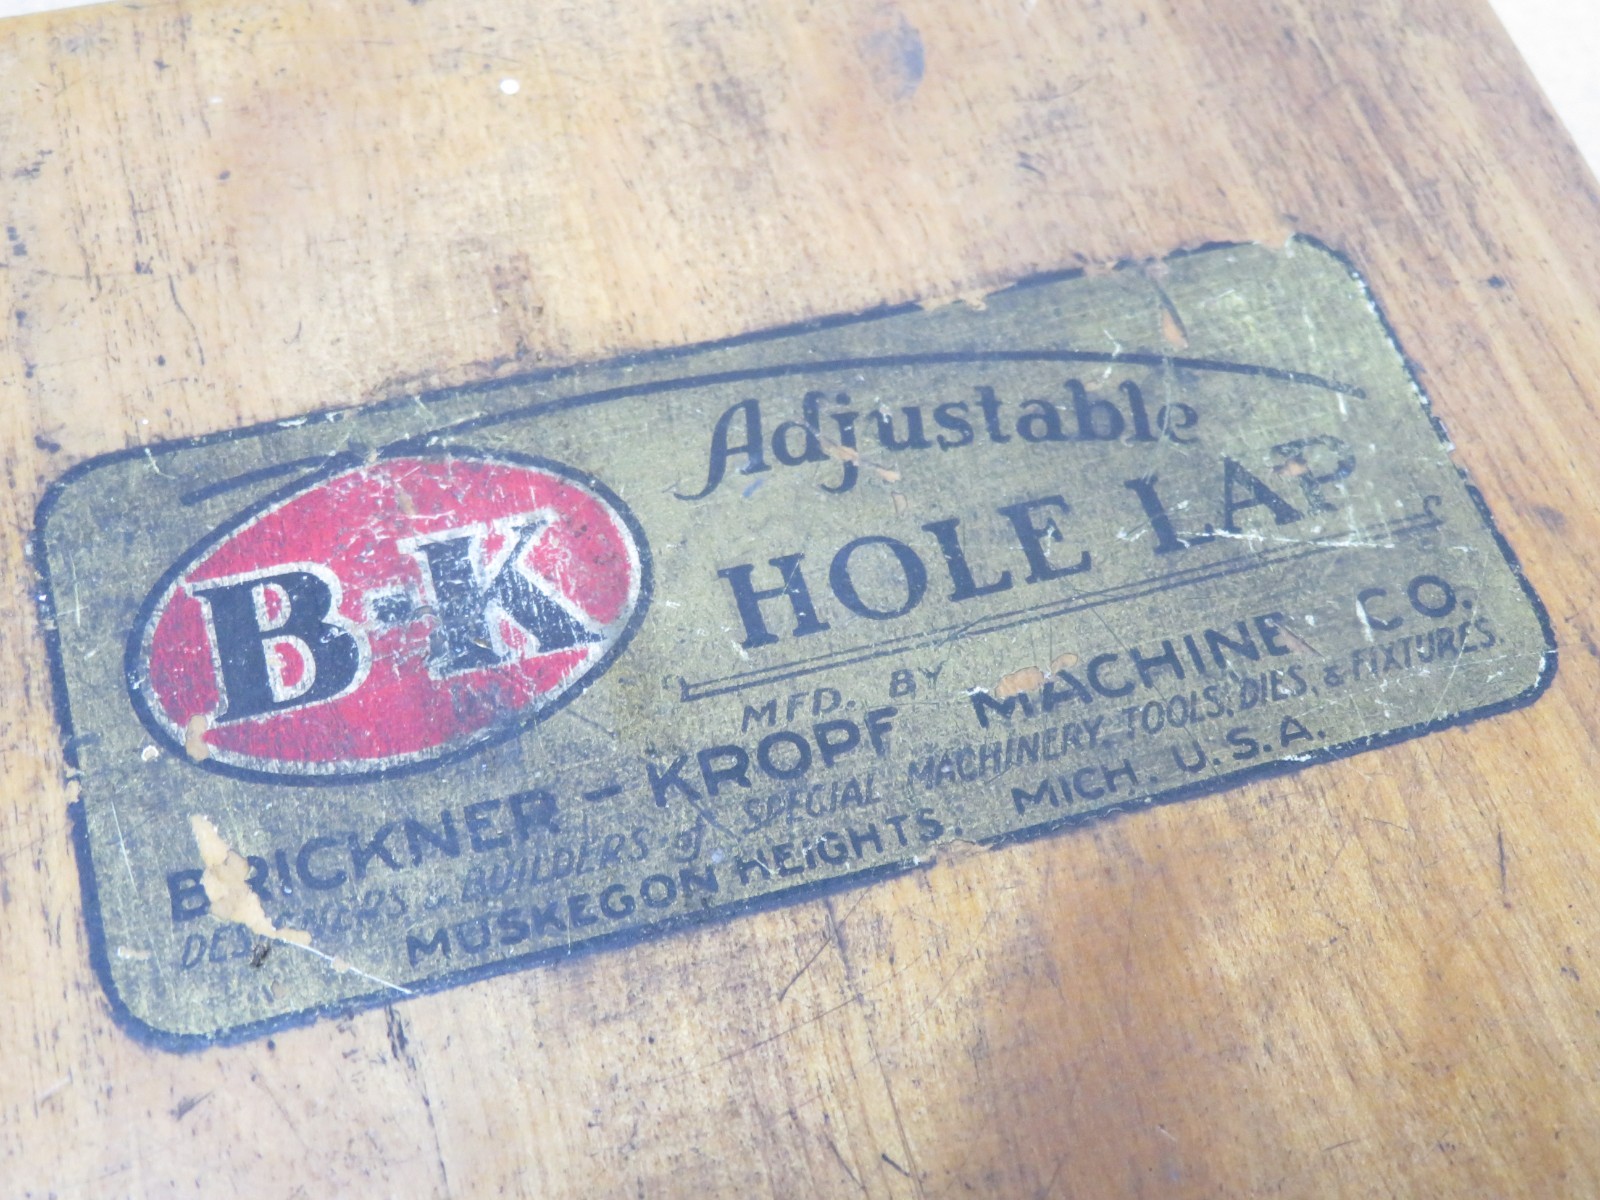 B-K
Adjustable
HOLE LAP
MFD. BY
BRICKNER - KROPF MACHINE CO.
DESIGNERS & BUILDERS of SPECIAL MACHINERY, TOOLS, DIES, & FIXTURES.
MUSKEGON HEIGHTS. MICH. U.S.A.